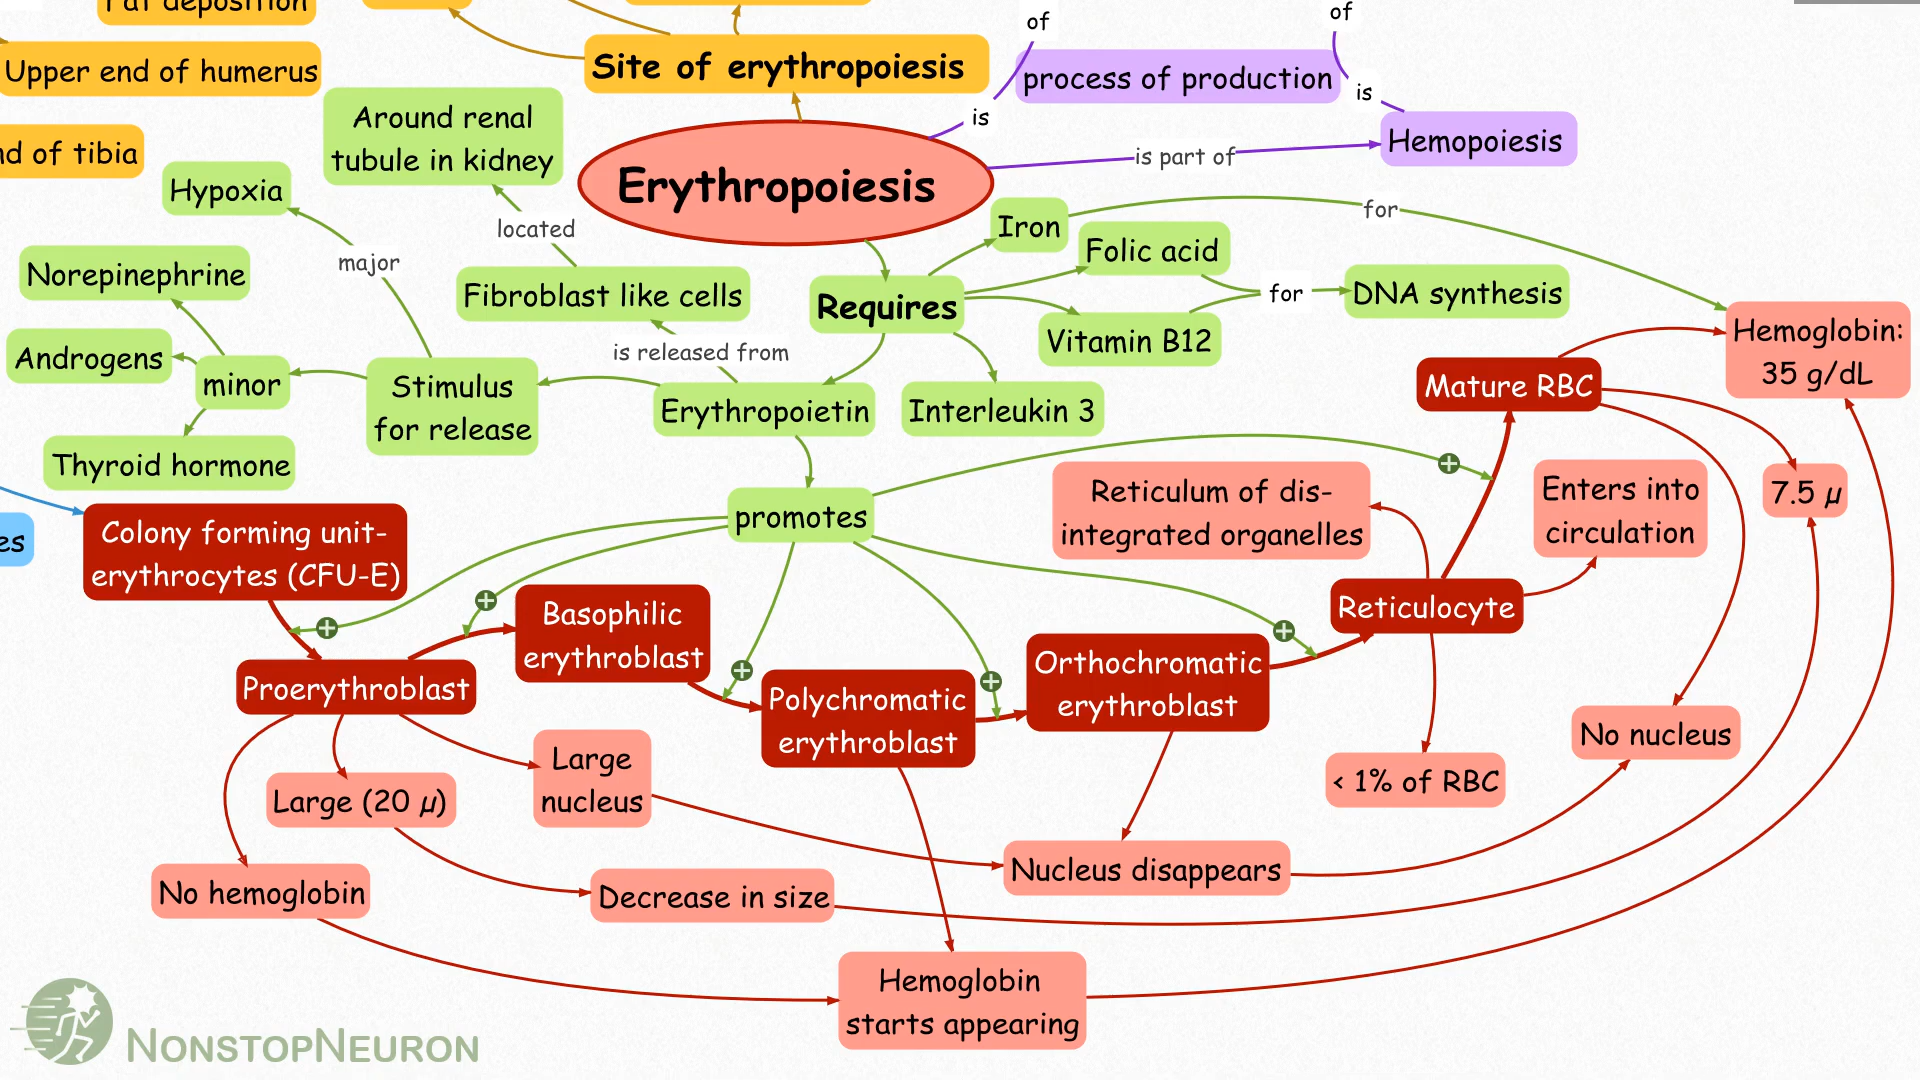 Fat deposition
Upper end of humerus
nd of tibia
Site of erythropoiesis
of
process of production
of
is
is
Hemopoiesis
is part of
Erythropoiesis
Around renal
tubule in kidney
Hypoxia
located
major
Norepinephrine
Androgens
minor
Thyroid hormone
Stimulus
for release
Fibroblast like cells
is released from
Erythropoietin
Requires
Iron
for
Folic acid
Vitamin B12
for
DNA synthesis
Interleukin 3
Hemoglobin:
35 g/dL
Mature RBC
7.5 µ
promotes
Reticulum of dis-
integrated organelles
Enters into
circulation
es
Colony forming unit-
erythrocytes (CFU-E)
+
+
+
+
+
+
Proerythroblast
Basophilic
erythroblast
Polychromatic
erythroblast
Orthochromatic
erythroblast
Reticulocyte
No nucleus
< 1% of RBC
Large
nucleus
Large (20 µ)
No hemoglobin
Decrease in size
Nucleus disappears
Hemoglobin
starts appearing
NONSTOPNEURON